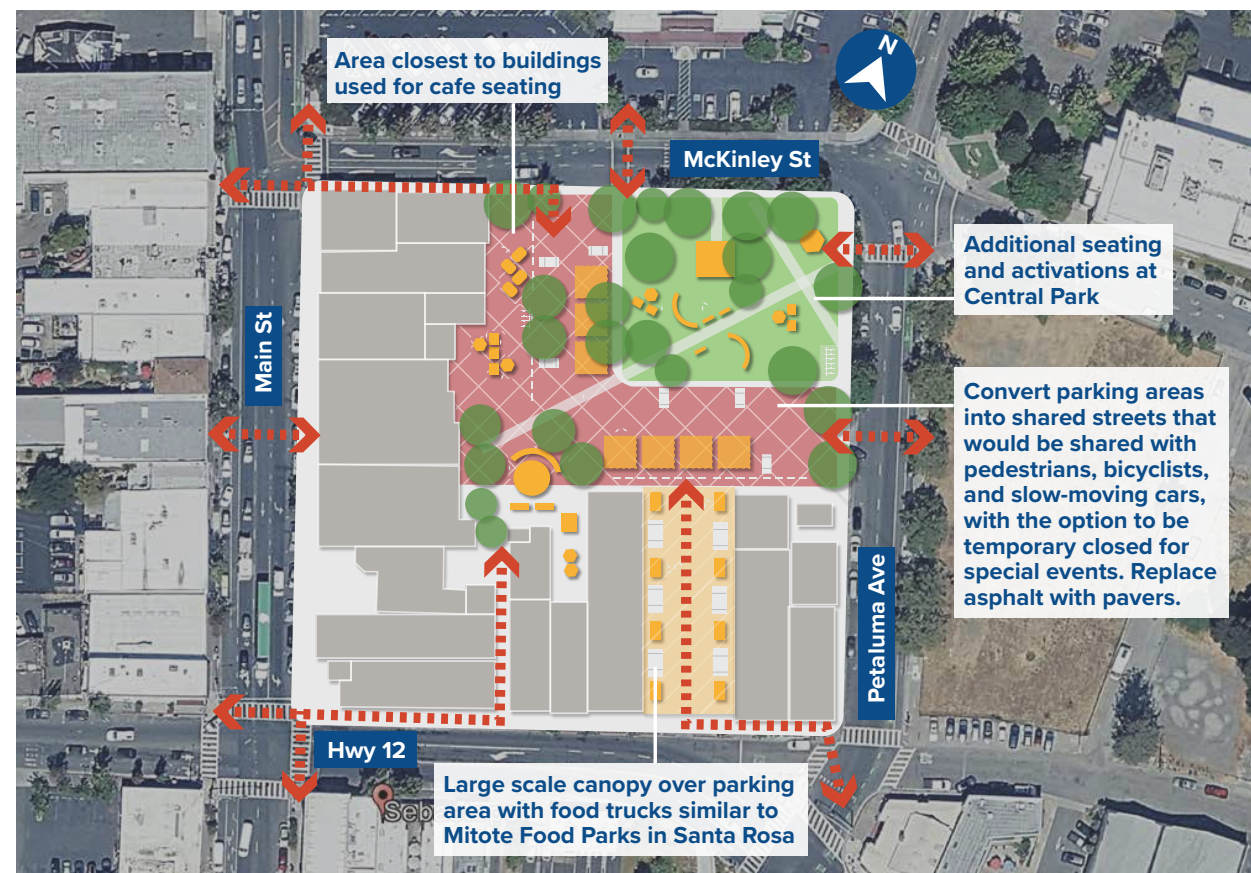 Area closest to buildings
used for cafe seating
N
McKinley St
Additional seating
and activations at
Central Park
Main St
Convert parking areas
into shared streets that
would be shared with
pedestrians, bicyclists,
and slow-moving cars,
with the option to be
temporary closed for
special events. Replace
asphalt with pavers.
Petaluma Ave
Hwy 12
Large scale canopy over parking
area with food trucks similar to
Mitote Food Parks in Santa Rosa
Seb